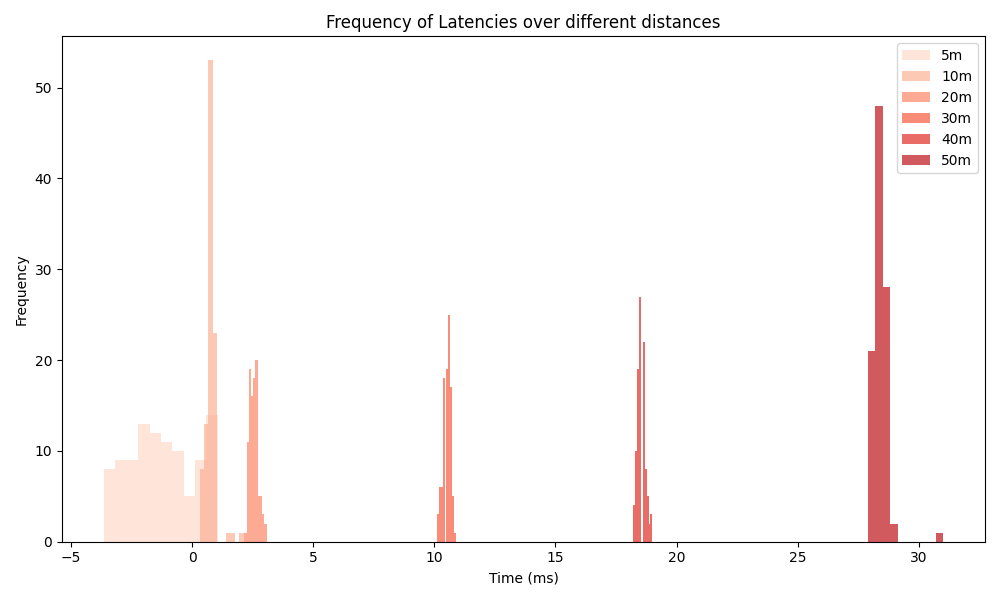 Frequency of Latencies over different distances
5m
10m
20m
30m
40m
50m
Frequency
50
40
30
20
10
0
−5
0
5
10
15
20
25
30
Time (ms)